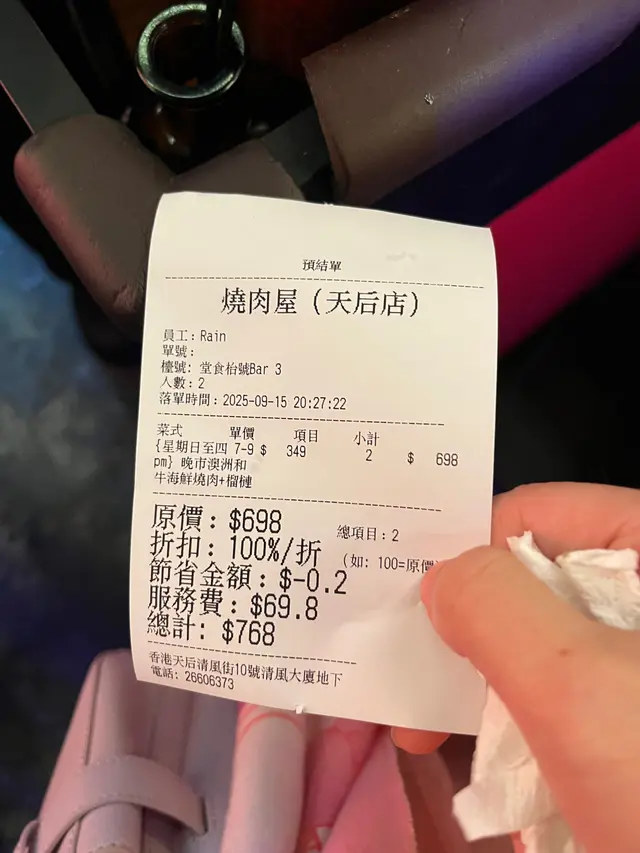 預結單
燒肉屋（天后店）
員工：Rain
單號：
檯號：堂食枱號Bar 3
人數：2
落單時間：2025-09-15 20:27:22
菜式 單價 項目 小計
{星期日至四 7-9 $ 349 2 $ 698
pm} 晚市澳洲和
牛海鮮燒肉+榴槤
原價：$698 總項目：2
折扣：100%/折 (如: 100=原價
節省金額：$-0.2
服務費：$69.8
總計：$768
香港天后清風街10號清風大廈地下
電話: 26606373